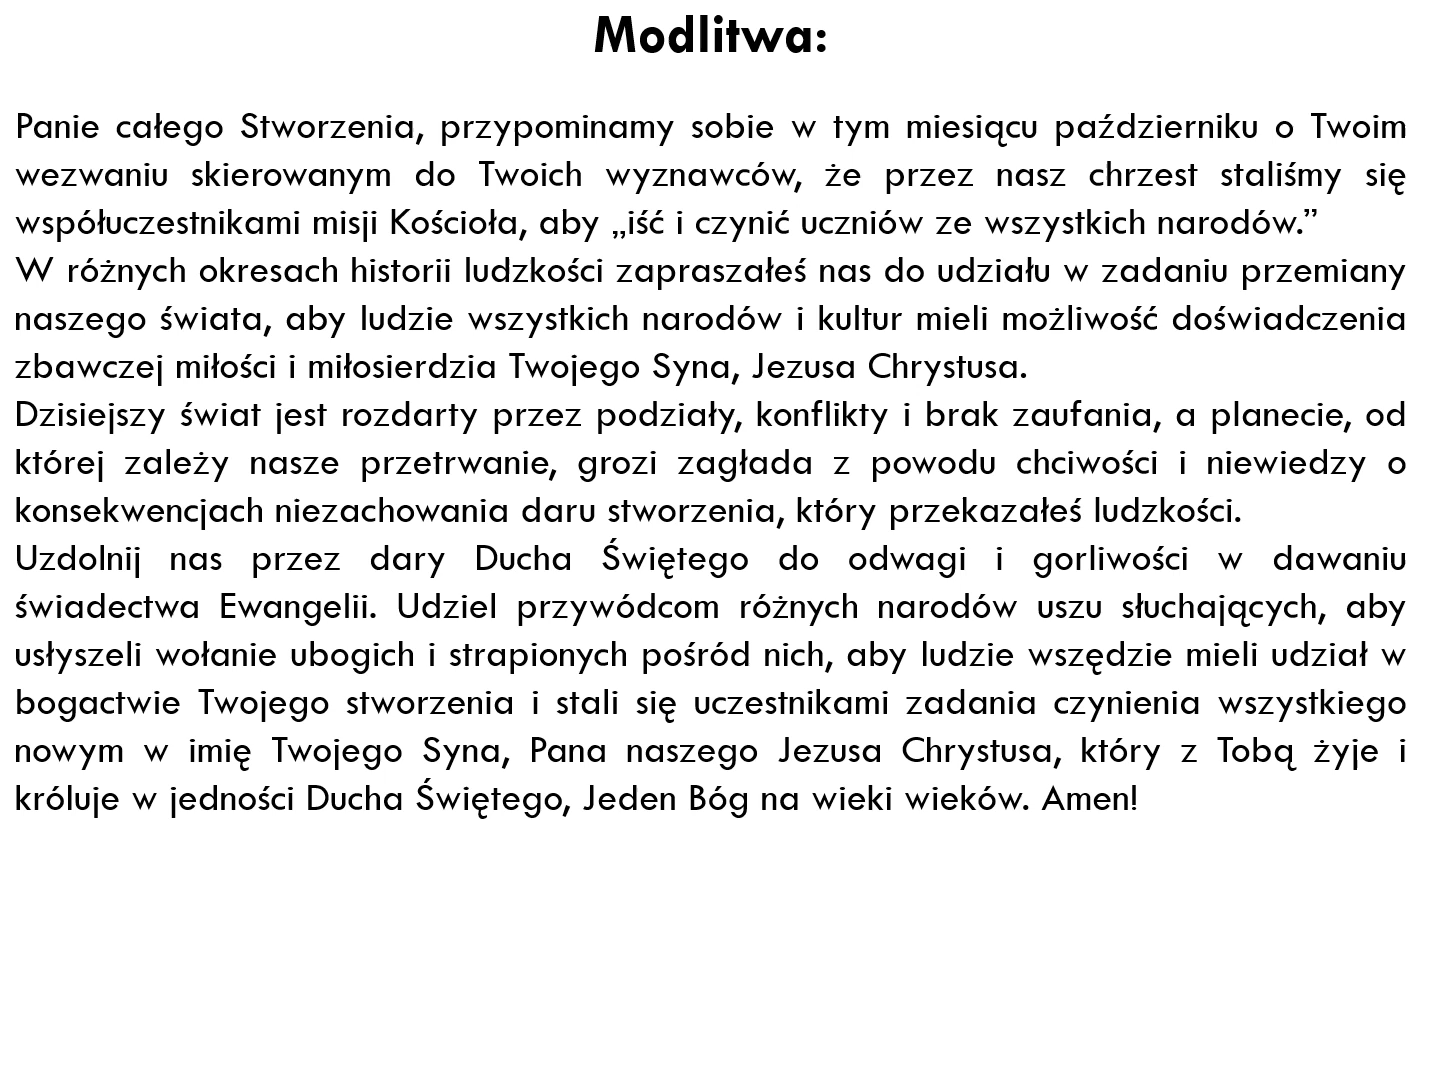 Modlitwa:
Panie całego Stworzenia, przypominamy sobie w tym miesiącu październiku o Twoim
wezwaniu skierowanym do Twoich wyznawców, że przez nasz chrzest staliśmy się
współuczestnikami misji Kościoła, aby „iść i czynić uczniów ze wszystkich narodów.”
W różnych okresach historii ludzkości zapraszałeś nas do udziału w zadaniu przemiany
naszego świata, aby ludzie wszystkich narodów i kultur mieli możliwość doświadczenia
zbawczej miłości i miłosierdzia Twojego Syna, Jezusa Chrystusa.
Dzisiejszy świat jest rozdarty przez podziały, konflikty i brak zaufania, a planecie, od
której zależy nasze przetrwanie, grozi zagłada z powodu chciwości i niewiedzy o
konsekwencjach niezachowania daru stworzenia, który przekazałeś ludzkości.
Uzdolnij nas przez dary Ducha Świętego do odwagi i gorliwości w dawaniu
świadectwa Ewangelii. Udziel przywódcom różnych narodów uszu słuchających, aby
usłyszeli wołanie ubogich i strapionych pośród nich, aby ludzie wszędzie mieli udział w
bogactwie Twojego stworzenia i stali się uczestnikami zadania czynienia wszystkiego
nowym w imię Twojego Syna, Pana naszego Jezusa Chrystusa, który z Tobą żyje i
króluje w jedności Ducha Świętego, Jeden Bóg na wieki wieków. Amen!